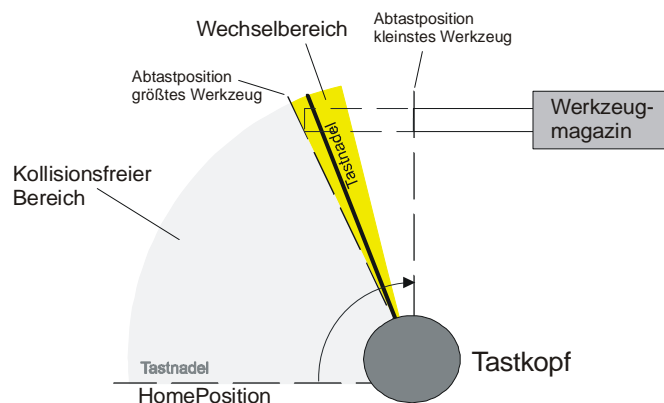 Wechselbereich
Abtastposition
kleinstes Werkzeug
Abtastposition
größtes Werkzeug
Werkzeug-
magazin
Tastnadel
Kollisionsfreier
Bereich
Tastnadel
HomePosition
Tastkopf